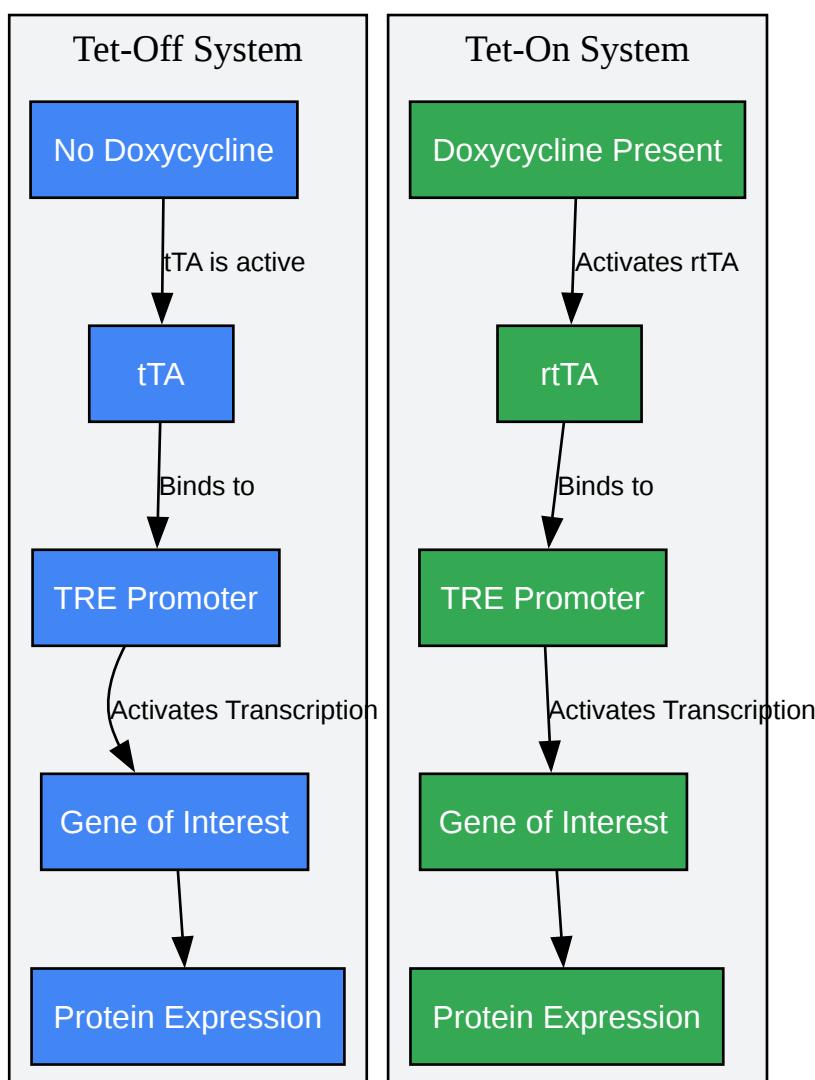 Tet-Off System
No Doxycycline
tTA is active
tTA
Binds to
TRE Promoter
Activates Transcription
Gene of Interest
Protein Expression
Tet-On System
Doxycycline Present
Activates rtTA
rtTA
Binds to
TRE Promoter
Activates Transcription
Gene of Interest
Protein Expression